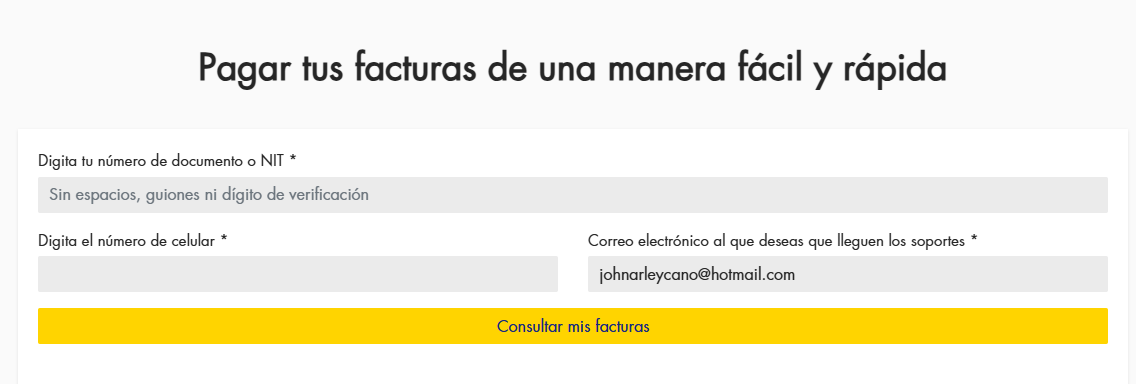 Pagar tus facturas de una manera fácil y rápida
Digita tu número de documento o NIT *
Sin espacios, guiones ni dígito de verificación
Digita el número de celular *
Correo electrónico al que deseas que lleguen los soportes *
johnarleycano@hotmail.com
Consultar mis facturas